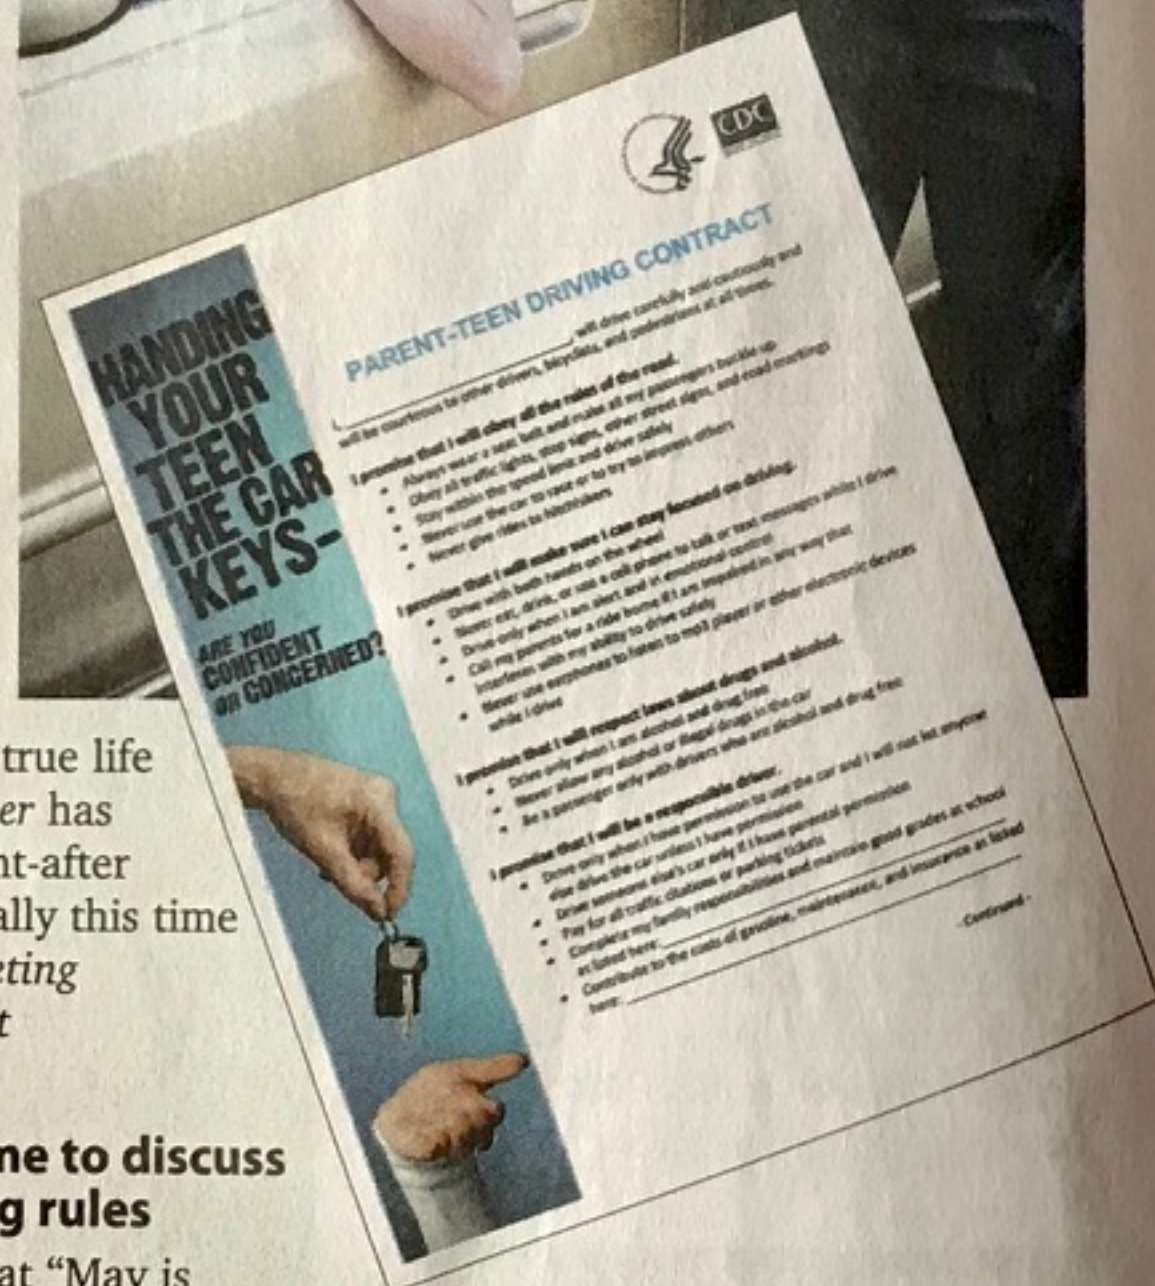 CDC
PARENT-TEEN DRIVING CONTRACT
I, ______________________, will drive carefully and cautiously and
will be courteous to other drivers, bicyclists, and pedestrians at all times.
I promise that I will obey all the rules of the road.
• Always wear a seat belt and make all my passengers buckle up
• Obey all traffic lights, stop signs, other street signs, and road markings
• Stay within the speed limit and drive safely
• Never use the car to race or to try to impress others
• Never give rides to hitchhikers
I promise that I will make sure I can stay focused on driving.
• Drive with both hands on the wheel
• Never eat, drink, or use a cell phone to talk or text messages while I drive
• Drive only when I am alert and in emotional control
• Call my parents for a ride home if I am impaired in any way that
interferes with my ability to drive safely
• Never use earphones to listen to mp3 player or other electronic devices
while I drive
I promise that I will respect laws about drugs and alcohol.
• Drive only when I am alcohol and drug free
• Never allow any alcohol or illegal drugs in the car
• Be a passenger only with drivers who are alcohol and drug free
I promise that I will be a responsible driver.
• Drive only when I have permission to use the car and I will not let anyone
else drive the car unless I have permission
• Drive someone else's car only if I have parental permission
• Pay for all traffic citations or parking tickets
• Complete my family responsibilities and maintain good grades at school
as listed here: ______________________
• Contribute to the costs of gasoline, maintenance, and insurance as listed
here: ______________________
- Continued -
HANDING
YOUR
TEEN
THE CAR
KEYS-
ARE YOU
CONFIDENT
OR CONCERNED?
true life
er has
nt-after
ally this time
eting
t
me to discuss
g rules
at “May is